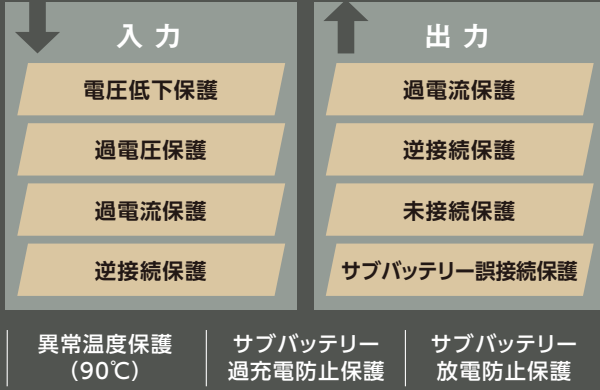 入力
電圧低下保護
過電圧保護
過電流保護
逆接続保護
出力
過電流保護
逆接続保護
未接続保護
サブバッテリー誤接続保護
異常温度保護
(90℃)
サブバッテリー
過充電防止保護
サブバッテリー
放電防止保護